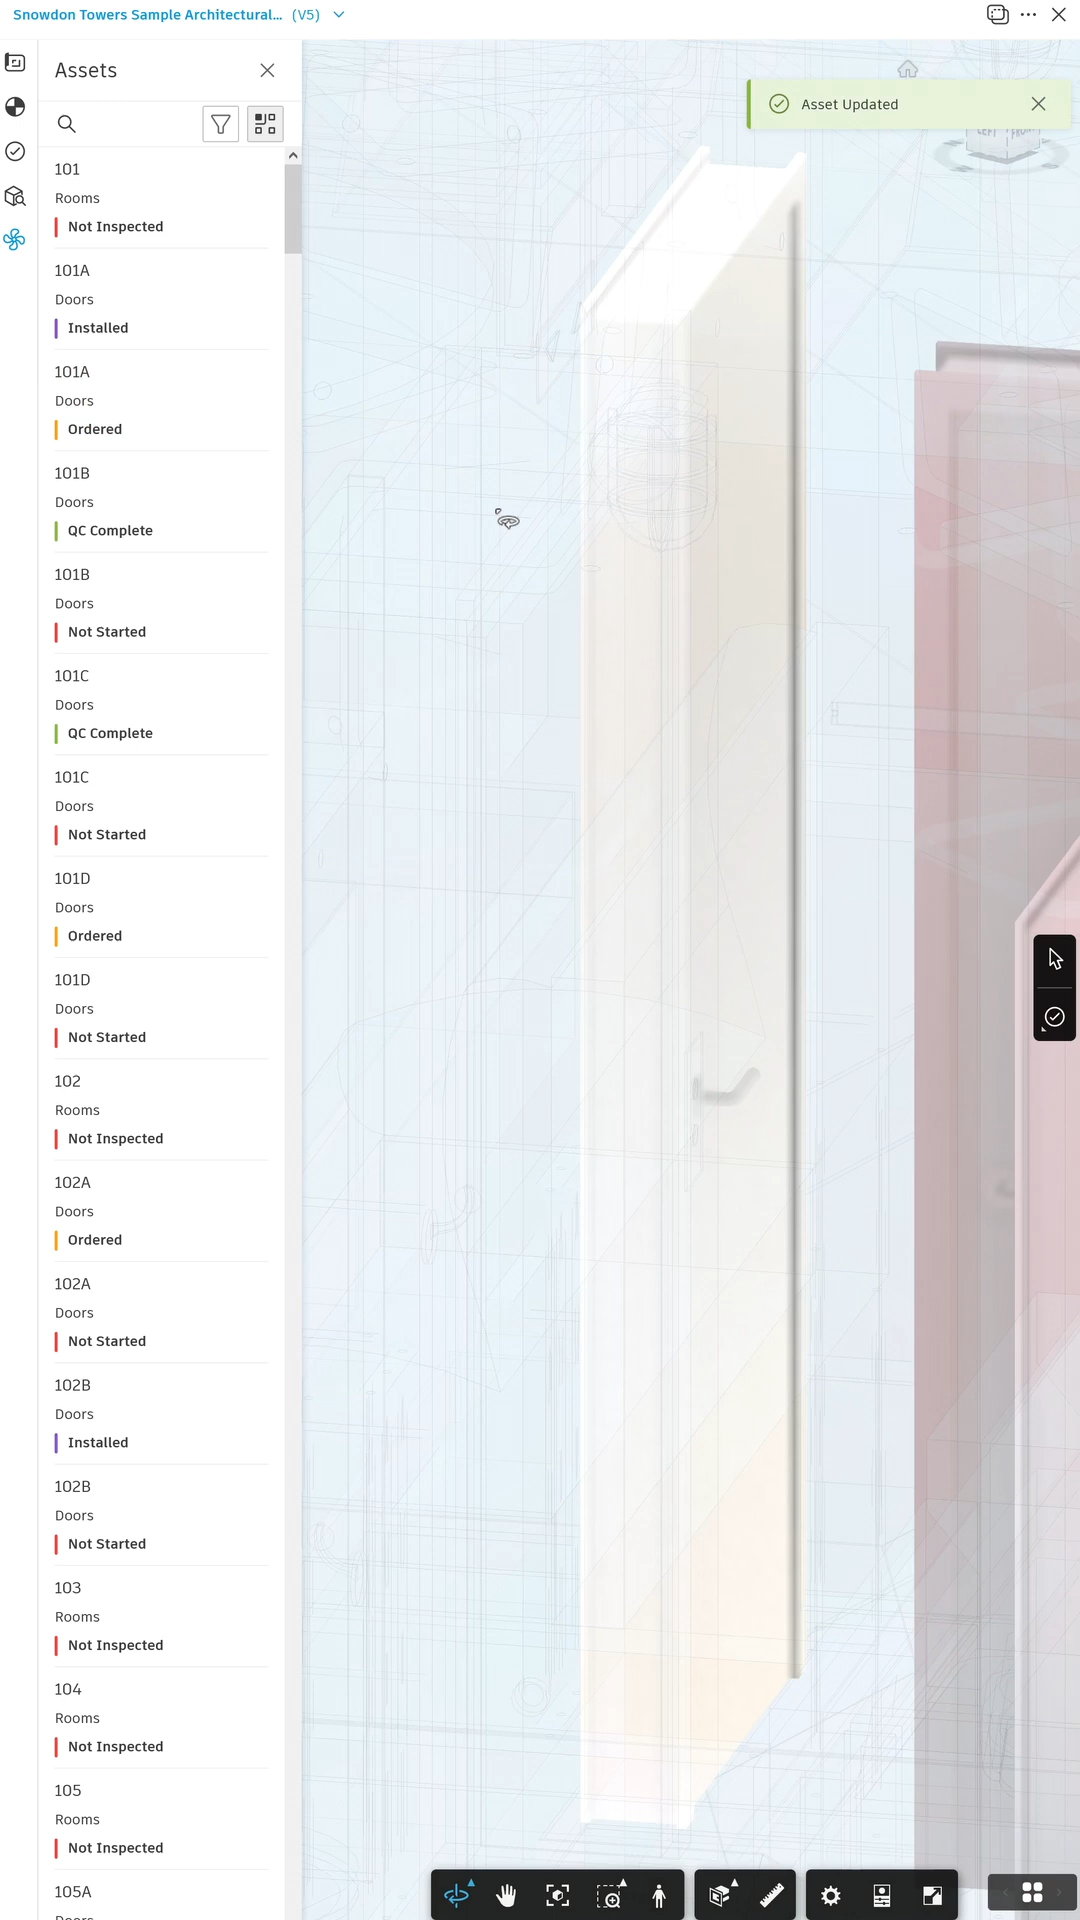 Snowdon Towers Sample Architectural... (V5)
Assets
Asset Updated
101
Rooms
Not Inspected
101A
Doors
Installed
101A
Doors
Ordered
101B
Doors
QC Complete
101B
Doors
Not Started
101C
Doors
QC Complete
101C
Doors
Not Started
101D
Doors
Ordered
101D
Doors
Not Started
102
Rooms
Not Inspected
102A
Doors
Ordered
102A
Doors
Not Started
102B
Doors
Installed
102B
Doors
Not Started
103
Rooms
Not Inspected
104
Rooms
Not Inspected
105
Rooms
Not Inspected
105A
Doors
LEFT FRONT